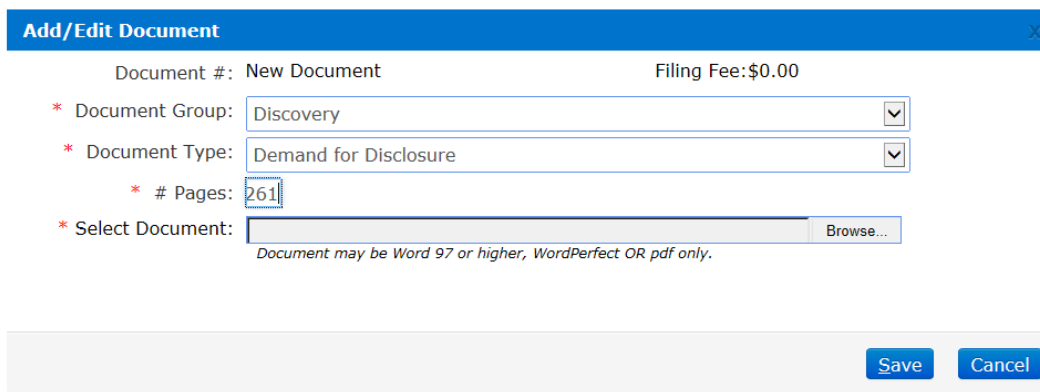 Add/Edit Document X
Document #: New Document Filing Fee:$0.00
* Document Group: Discovery
* Document Type: Demand for Disclosure
* # Pages: 261
* Select Document: Browse...
Document may be Word 97 or higher, WordPerfect OR pdf only.
Save Cancel